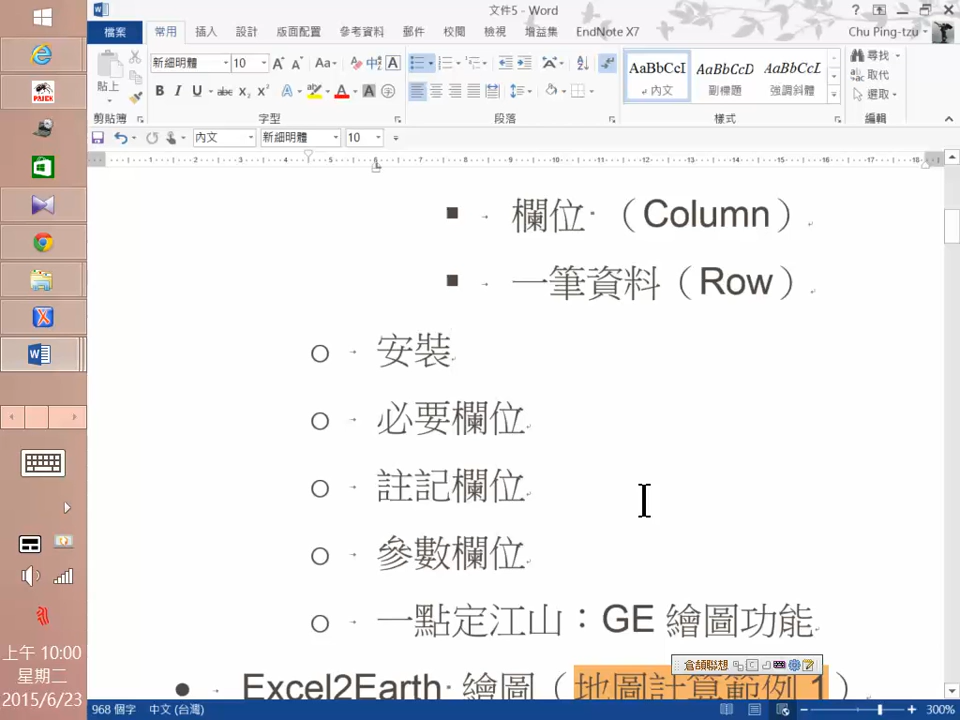 文件5 - Word
檔案 常用 插入 設計 版面配置 參考資料 郵件 校閱 檢視 增益集 EndNote X7 Chu Ping-tzu
新細明體 10
貼上
剪貼簿 字型 段落
AaBbCcI AaBbCcD AaBbCcL
內文 副標題 強調斜體
樣式
尋找
取代
選取
編輯
內文 新細明體 10
欄位 （Column）
一筆資料（Row）
安裝
必要欄位
註記欄位
參數欄位
一點定江山：GE 繪圖功能
倉頡聯想
Excel2Earth 繪圖（地圖計算範例 1）
上午 10:00
星期二
2015/6/23
968 個字 中文 (台灣) 300%